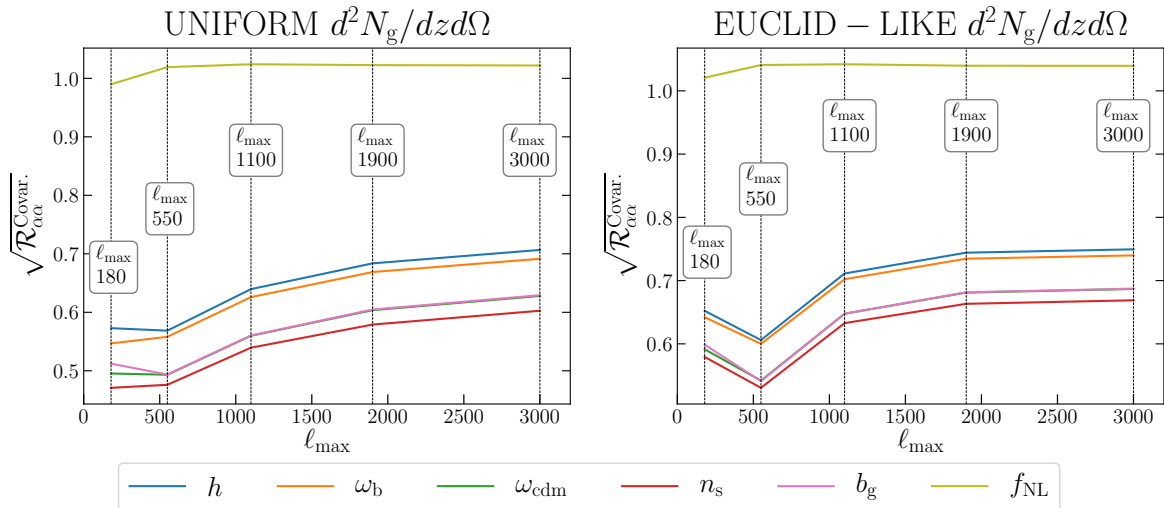 UNIFORM d²N_g/dzdΩ
EUCLID − LIKE d²N_g/dzdΩ
√R_αα^Covar.
1.0
0.9
0.8
0.7
0.6
0.5
ℓ_max
180
ℓ_max
550
ℓ_max
1100
ℓ_max
1900
ℓ_max
3000
0 500 1000 1500 2000 2500 3000
ℓ_max
√R_αα^Covar.
1.0
0.9
0.8
0.7
0.6
ℓ_max
180
ℓ_max
550
ℓ_max
1100
ℓ_max
1900
ℓ_max
3000
0 500 1000 1500 2000 2500 3000
ℓ_max
h ω_b ω_cdm n_s b_g f_NL